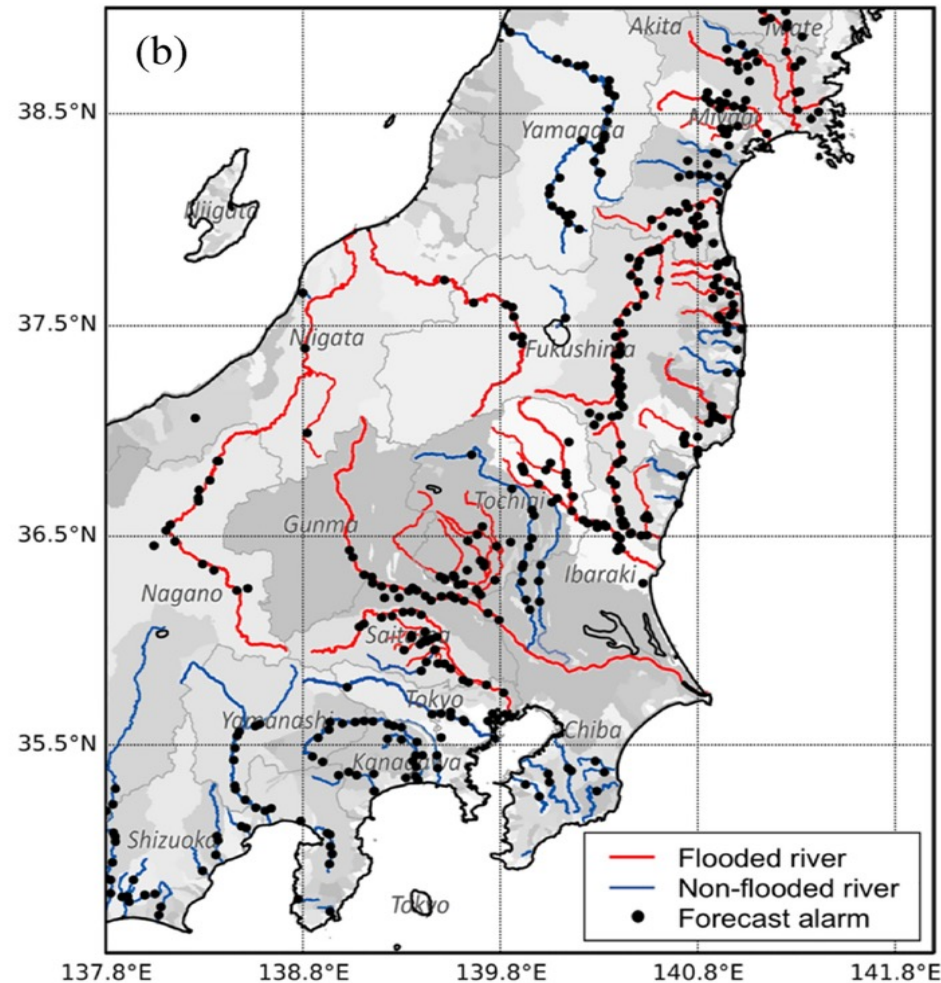 (b)
Akita
Iwate
38.5°N
Miyagi
Yamagata
Niigata
37.5°N
Niigata
Fukushima
Tochigi
36.5°N
Gunma
Ibaraki
Nagano
Saitama
Tokyo
Yamanashi
35.5°N
Chiba
Kanagawa
Shizuoka
Flooded river
Non-flooded river
Tokyo
Forecast alarm
137.8°E
138.8°E
139.8°E
140.8°E
141.8°E